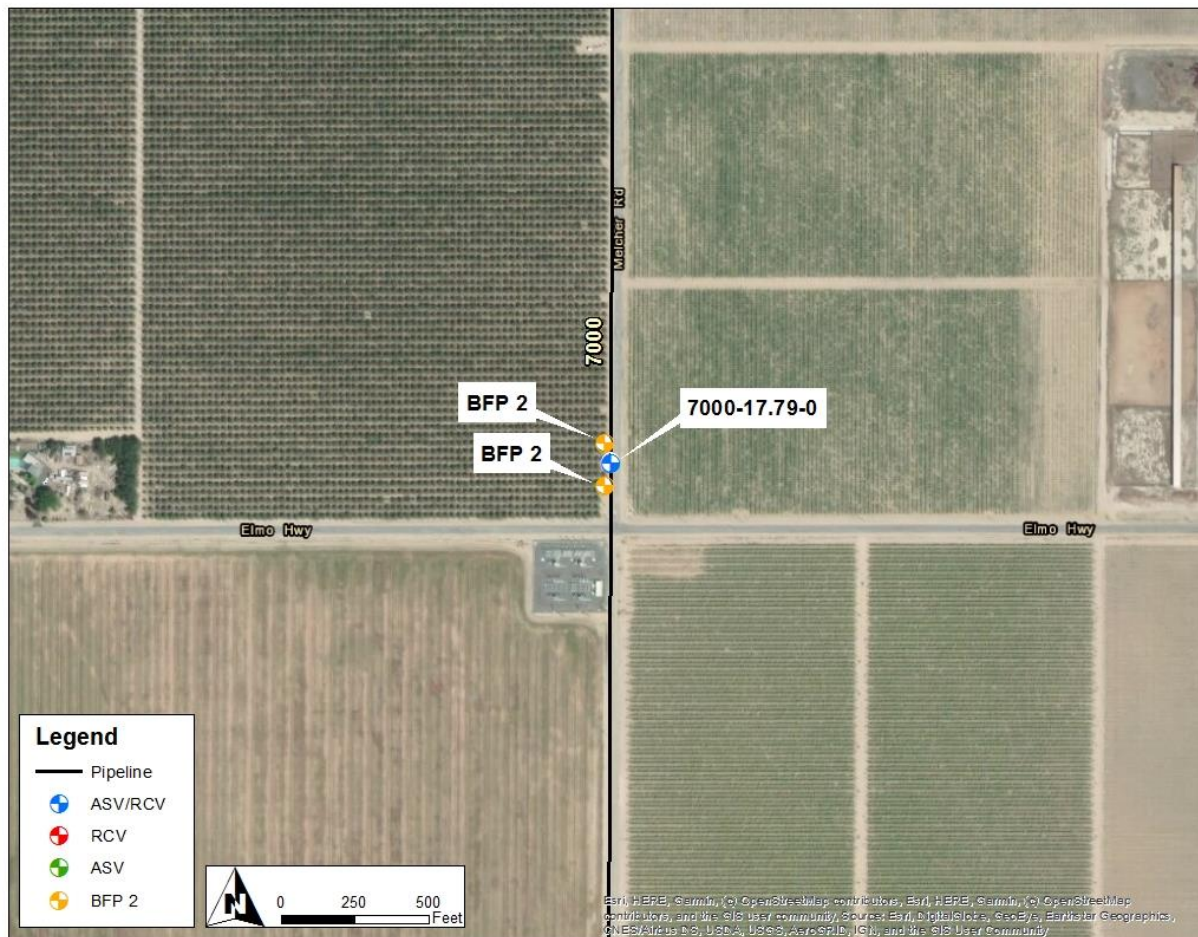 Melcher Rd
7000
BFP 2
7000-17.79-0
BFP 2
Elmo Hwy
Elmo Hwy
Legend
Pipeline
ASV/RCV
RCV
ASV
BFP 2
N
0 250 500
Feet
Esri, HERE, Garmin, (c) OpenStreetMap contributors, Esri, HERE, Garmin, (c) OpenStreetMap
contributors, and the GIS user community, Source: Esri, DigitalGlobe, GeoEye, Earthstar Geographics,
CNES/Airbus DS, USDA, USGS, AeroGRID, IGN, and the GIS User Community